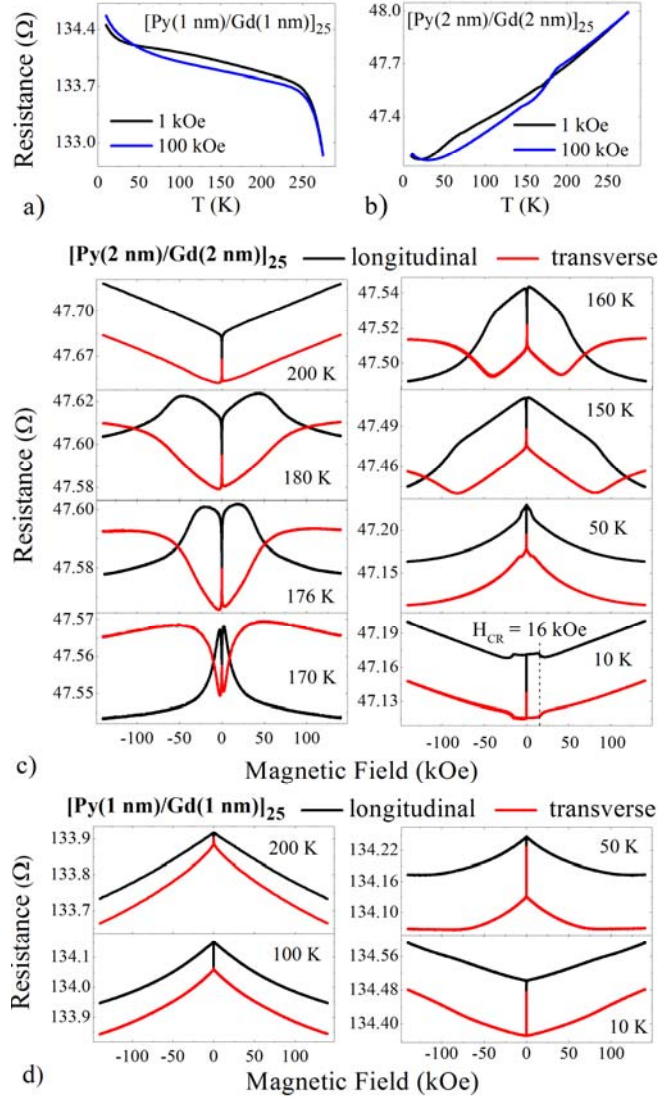 [Py(1 nm)/Gd(1 nm)]25
134.4
133.7
133.0
Resistance (Ω)
1 kOe
100 kOe
0 50 100 150 200 250
T (K)
a)
[Py(2 nm)/Gd(2 nm)]25
48.0
47.7
47.4
1 kOe
100 kOe
0 50 100 150 200 250
T (K)
b)
[Py(2 nm)/Gd(2 nm)]25 longitudinal transverse
Resistance (Ω)
47.70
47.67
200 K
47.62
47.60
47.58
180 K
47.60
47.58
176 K
47.57
47.56
47.55
170 K
-100 -50 0 50 100
47.54
47.52
47.50
160 K
47.49
47.46
150 K
47.20
47.15
50 K
47.19
47.16
47.13
HCR = 16 kOe
10 K
-100 -50 0 50 100
Magnetic Field (kOe)
c)
[Py(1 nm)/Gd(1 nm)]25 longitudinal transverse
Resistance (Ω)
133.9
133.8
133.7
200 K
134.1
134.0
133.9
100 K
-100 -50 0 50 100
134.22
134.16
134.10
50 K
134.56
134.48
134.40
10 K
-100 -50 0 50 100
Magnetic Field (kOe)
d)